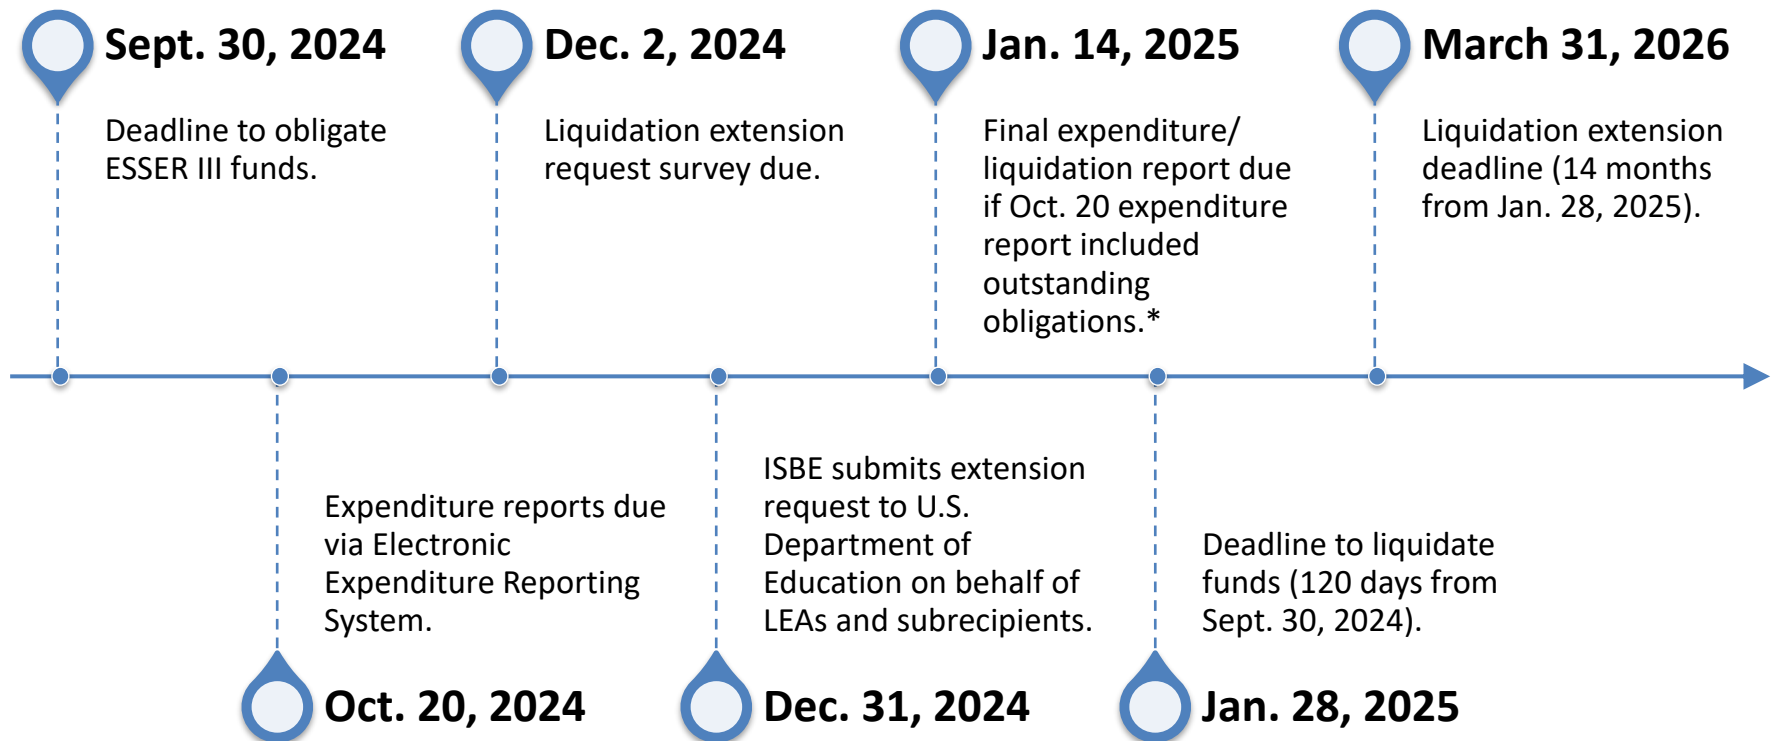 Sept. 30, 2024
Deadline to obligate
ESSER III funds.
Oct. 20, 2024
Expenditure reports due
via Electronic
Expenditure Reporting
System.
Dec. 2, 2024
Liquidation extension
request survey due.
Dec. 31, 2024
ISBE submits extension
request to U.S.
Department of
Education on behalf of
LEAs and subrecipients.
Jan. 14, 2025
Final expenditure/
liquidation report due
if Oct. 20 expenditure
report included
outstanding
obligations.*
Jan. 28, 2025
Deadline to liquidate
funds (120 days from
Sept. 30, 2024).
March 31, 2026
Liquidation extension
deadline (14 months
from Jan. 28, 2025).